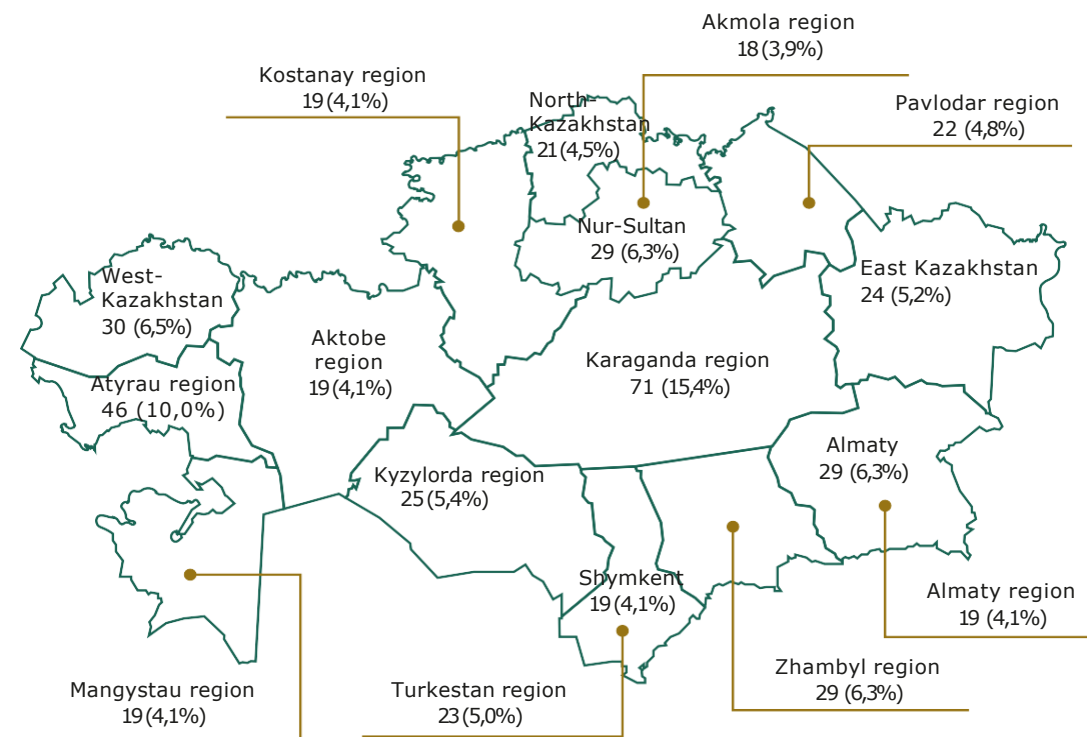 Akmola region
18 (3,9%)
Kostanay region
19 (4,1%)
North-
Kazakhstan
21 (4,5%)
Pavlodar region
22 (4,8%)
Nur-Sultan
29 (6,3%)
East Kazakhstan
24 (5,2%)
West-
Kazakhstan
30 (6,5%)
Aktobe
region
19 (4,1%)
Karaganda region
71 (15,4%)
Atyrau region
46 (10,0%)
Almaty
29 (6,3%)
Kyzylorda region
25 (5,4%)
Shymkent
19 (4,1%)
Almaty region
19 (4,1%)
Zhambyl region
29 (6,3%)
Mangystau region
19 (4,1%)
Turkestan region
23 (5,0%)